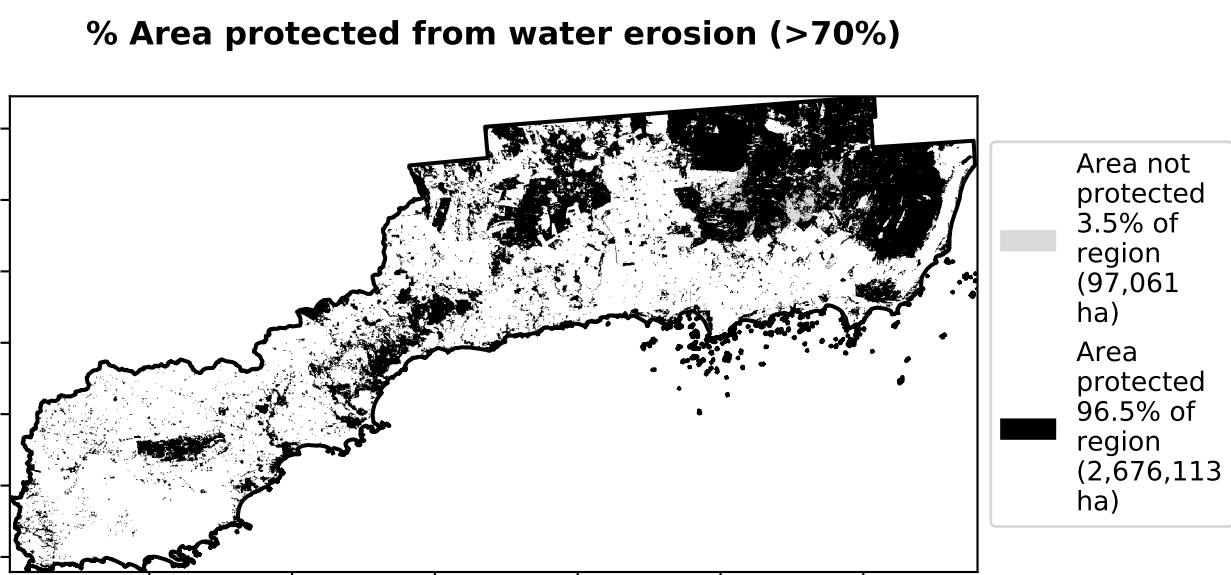 % Area protected from water erosion (>70%)
Area not
protected
3.5% of
region
(97,061
ha)
Area
protected
96.5% of
region
(2,676,113
ha)